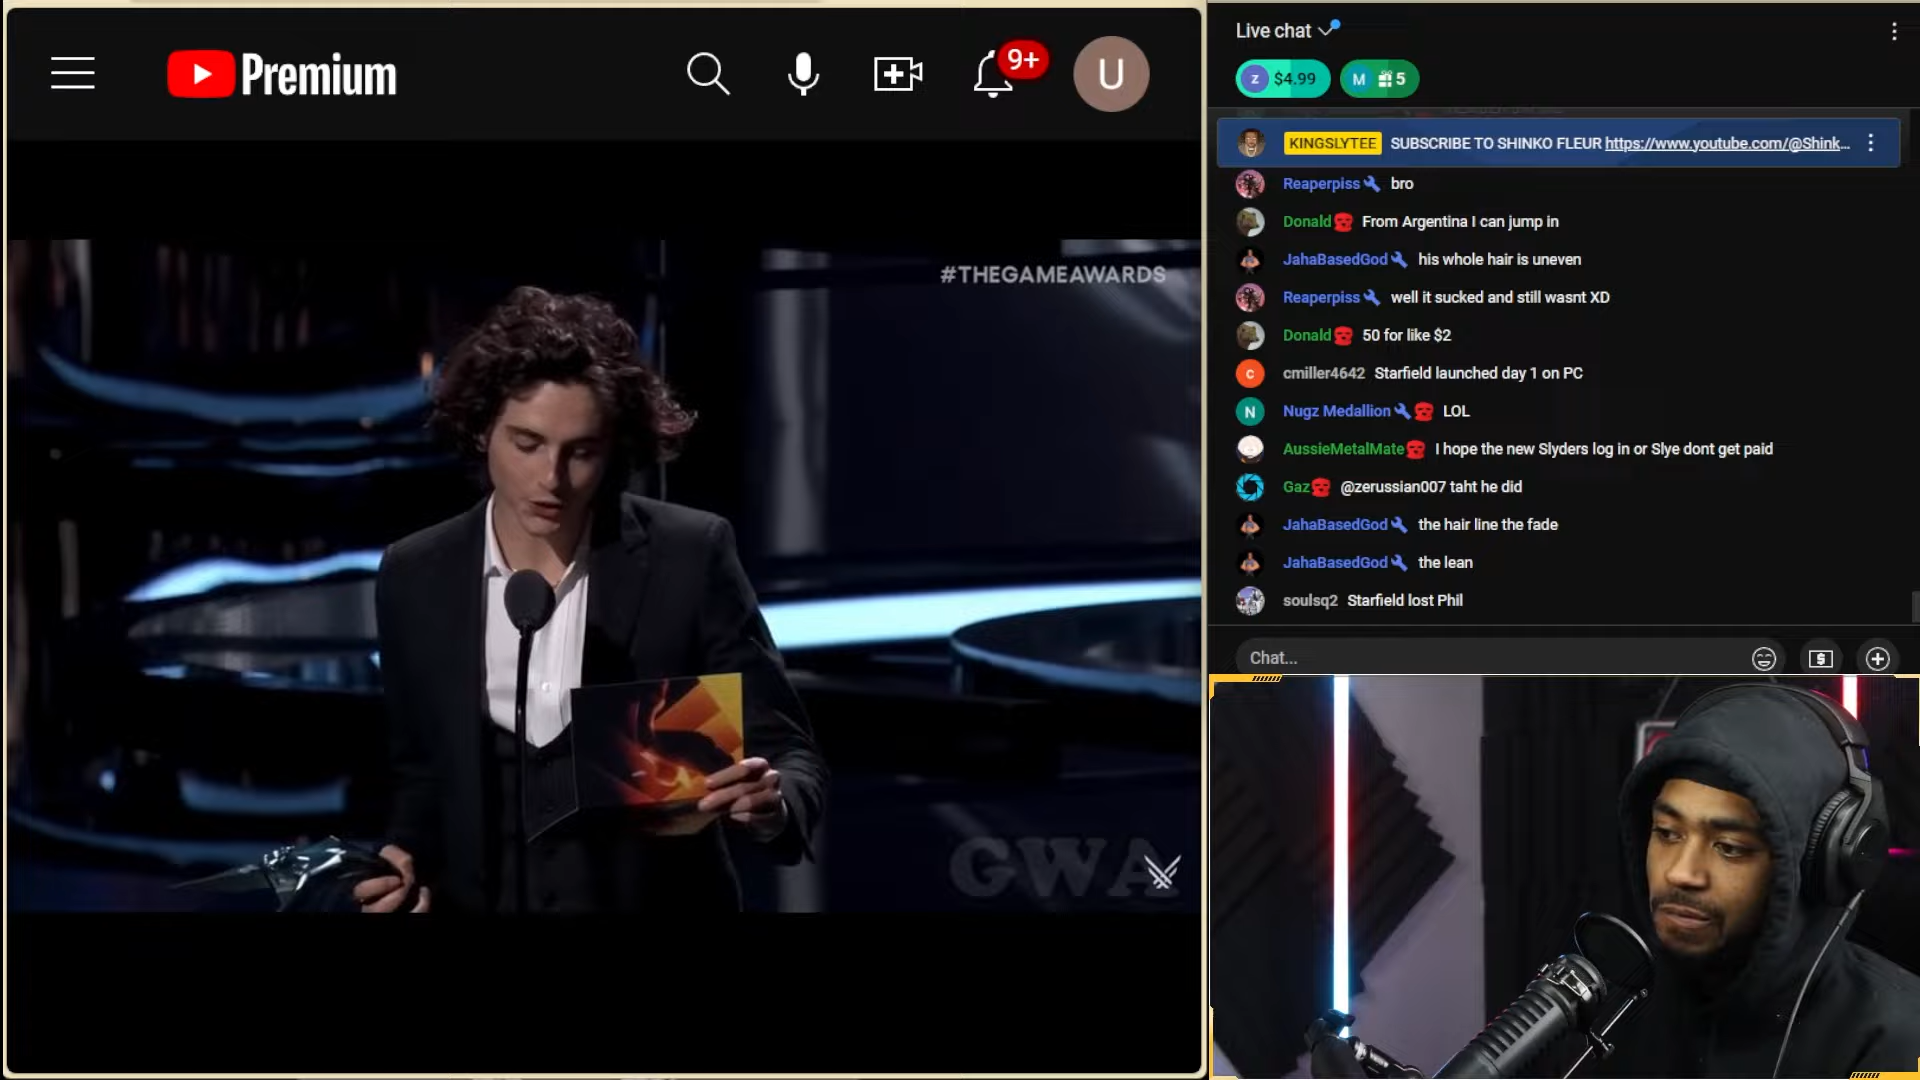 Premium
9+
U
#THEGAMEAWARDS
GWA
Live chat
Z $4.99
M 5
KINGSLYTEE SUBSCRIBE TO SHINKO FLEUR https://www.youtube.com/@Shink...
Reaperpiss bro
Donald From Argentina I can jump in
JahaBasedGod his whole hair is uneven
Reaperpiss well it sucked and still wasnt XD
Donald 50 for like $2
c cmiller4642 Starfield launched day 1 on PC
N Nugz Medallion LOL
AussieMetalMate I hope the new Slyders log in or Slye dont get paid
Gaz @zerussian007 taht he did
JahaBasedGod the hair line the fade
JahaBasedGod the lean
soulsq2 Starfield lost Phil
Chat...